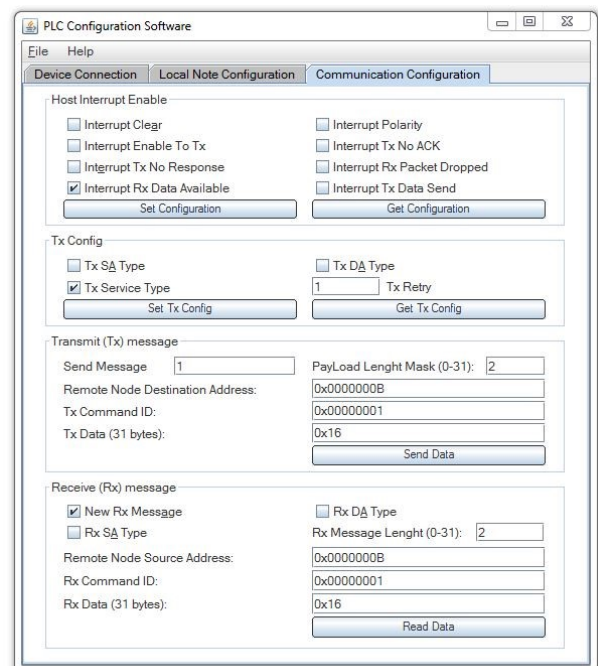 PLC Configuration Software
File Help
Device Connection Local Note Configuration Communication Configuration
Host Interrupt Enable
Interrupt Clear Interrupt Polarity
Interrupt Enable To Tx Interrupt Tx No ACK
Interrupt Tx No Response Interrupt Rx Packet Dropped
Interrupt Rx Data Available Interrupt Tx Data Send
Set Configuration Get Configuration
Tx Config
Tx SA Type Tx DA Type
Tx Service Type 1 Tx Retry
Set Tx Config Get Tx Config
Transmit (Tx) message
Send Message 1 PayLoad Lenght Mask (0-31): 2
Remote Node Destination Address: 0x0000000B
Tx Command ID: 0x00000001
Tx Data (31 bytes): 0x16
Send Data
Receive (Rx) message
New Rx Message Rx DA Type
Rx SA Type Rx Message Lenght (0-31): 2
Remote Node Source Address: 0x0000000B
Rx Command ID: 0x00000001
Rx Data (31 bytes): 0x16
Read Data